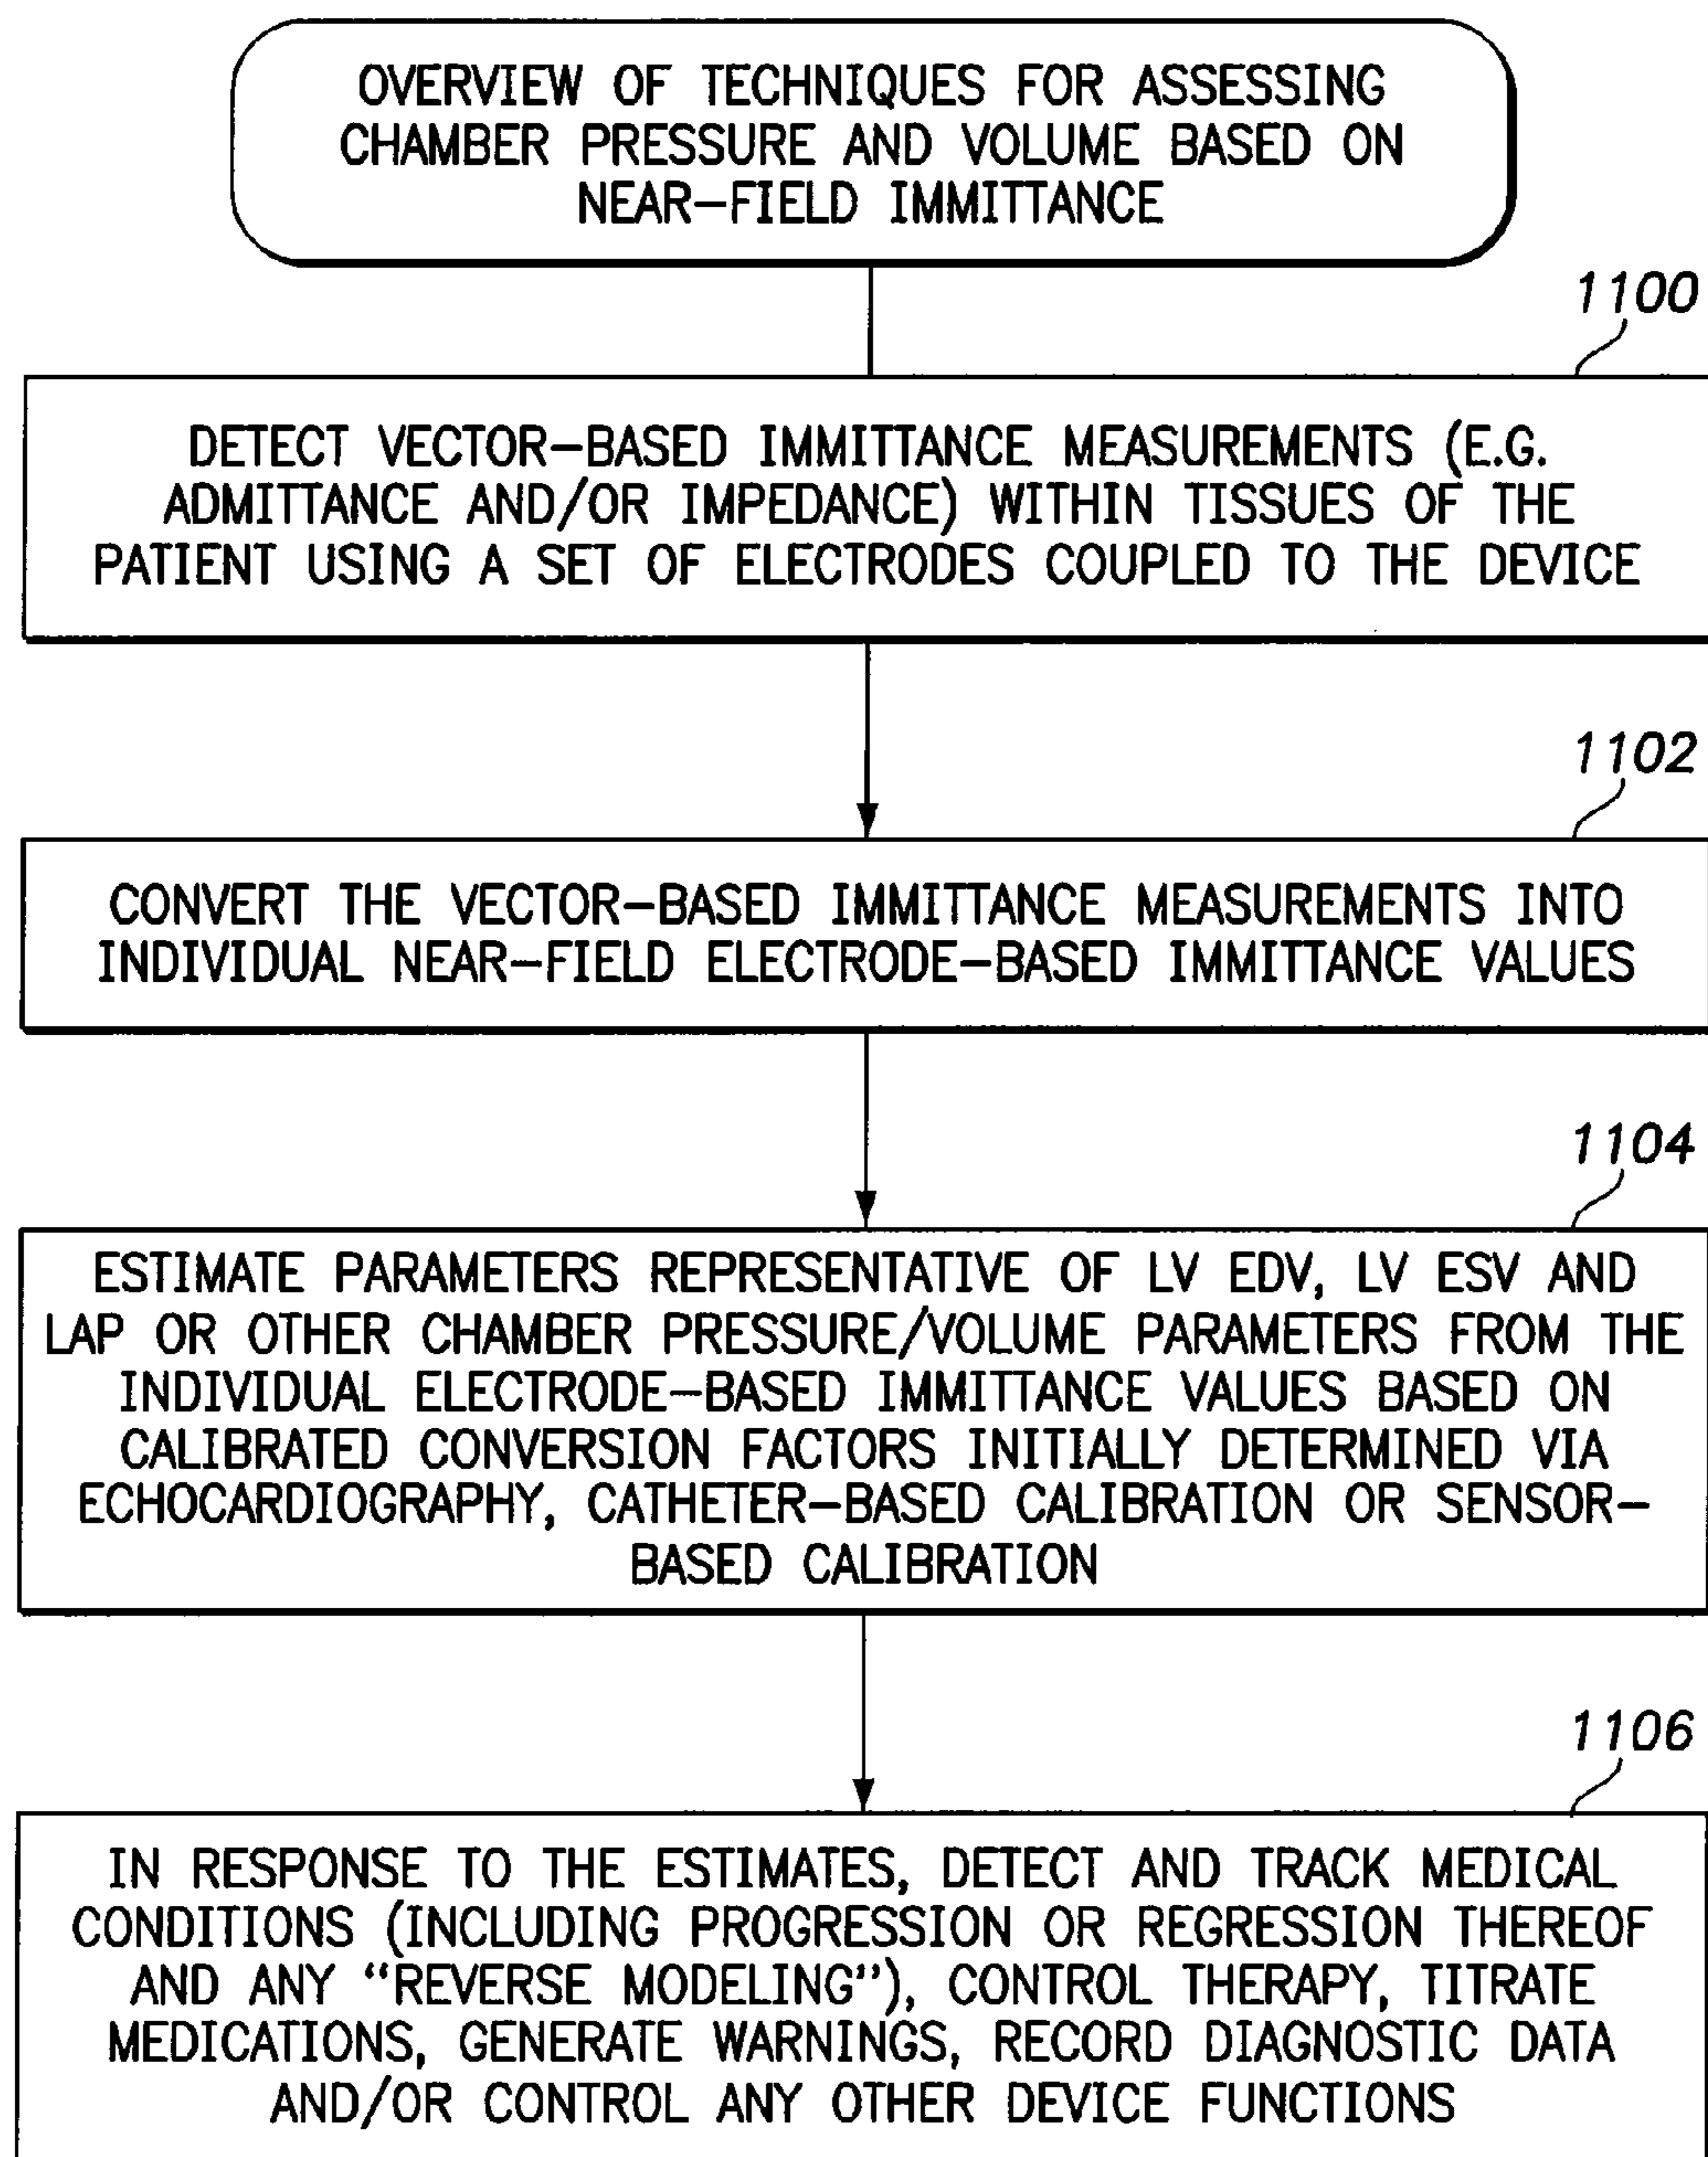 OVERVIEW OF TECHNIQUES FOR ASSESSING
CHAMBER PRESSURE AND VOLUME BASED ON
NEAR-FIELD IMMITTANCE
1100
DETECT VECTOR-BASED IMMITTANCE MEASUREMENTS (E.G.
ADMITTANCE AND/OR IMPEDANCE) WITHIN TISSUES OF THE
PATIENT USING A SET OF ELECTRODES COUPLED TO THE DEVICE
1102
CONVERT THE VECTOR-BASED IMMITTANCE MEASUREMENTS INTO
INDIVIDUAL NEAR-FIELD ELECTRODE-BASED IMMITTANCE VALUES
1104
ESTIMATE PARAMETERS REPRESENTATIVE OF LV EDV, LV ESV AND
LAP OR OTHER CHAMBER PRESSURE/VOLUME PARAMETERS FROM THE
INDIVIDUAL ELECTRODE-BASED IMMITTANCE VALUES BASED ON
CALIBRATED CONVERSION FACTORS INITIALLY DETERMINED VIA
ECHOCARDIOGRAPHY, CATHETER-BASED CALIBRATION OR SENSOR-
BASED CALIBRATION
1106
IN RESPONSE TO THE ESTIMATES, DETECT AND TRACK MEDICAL
CONDITIONS (INCLUDING PROGRESSION OR REGRESSION THEREOF
AND ANY “REVERSE MODELING”), CONTROL THERAPY, TITRATE
MEDICATIONS, GENERATE WARNINGS, RECORD DIAGNOSTIC DATA
AND/OR CONTROL ANY OTHER DEVICE FUNCTIONS